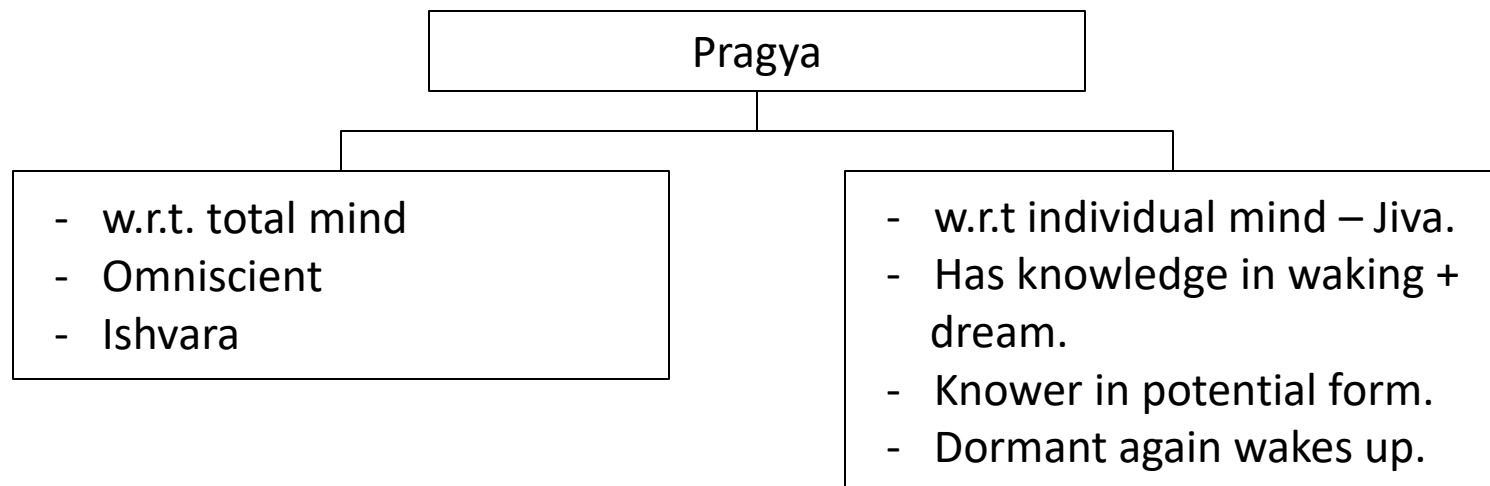 Pragya
- w.r.t. total mind
- Omniscient
- Ishvara
- w.r.t individual mind – Jiva.
- Has knowledge in waking +
dream.
- Knower in potential form.
- Dormant again wakes up.